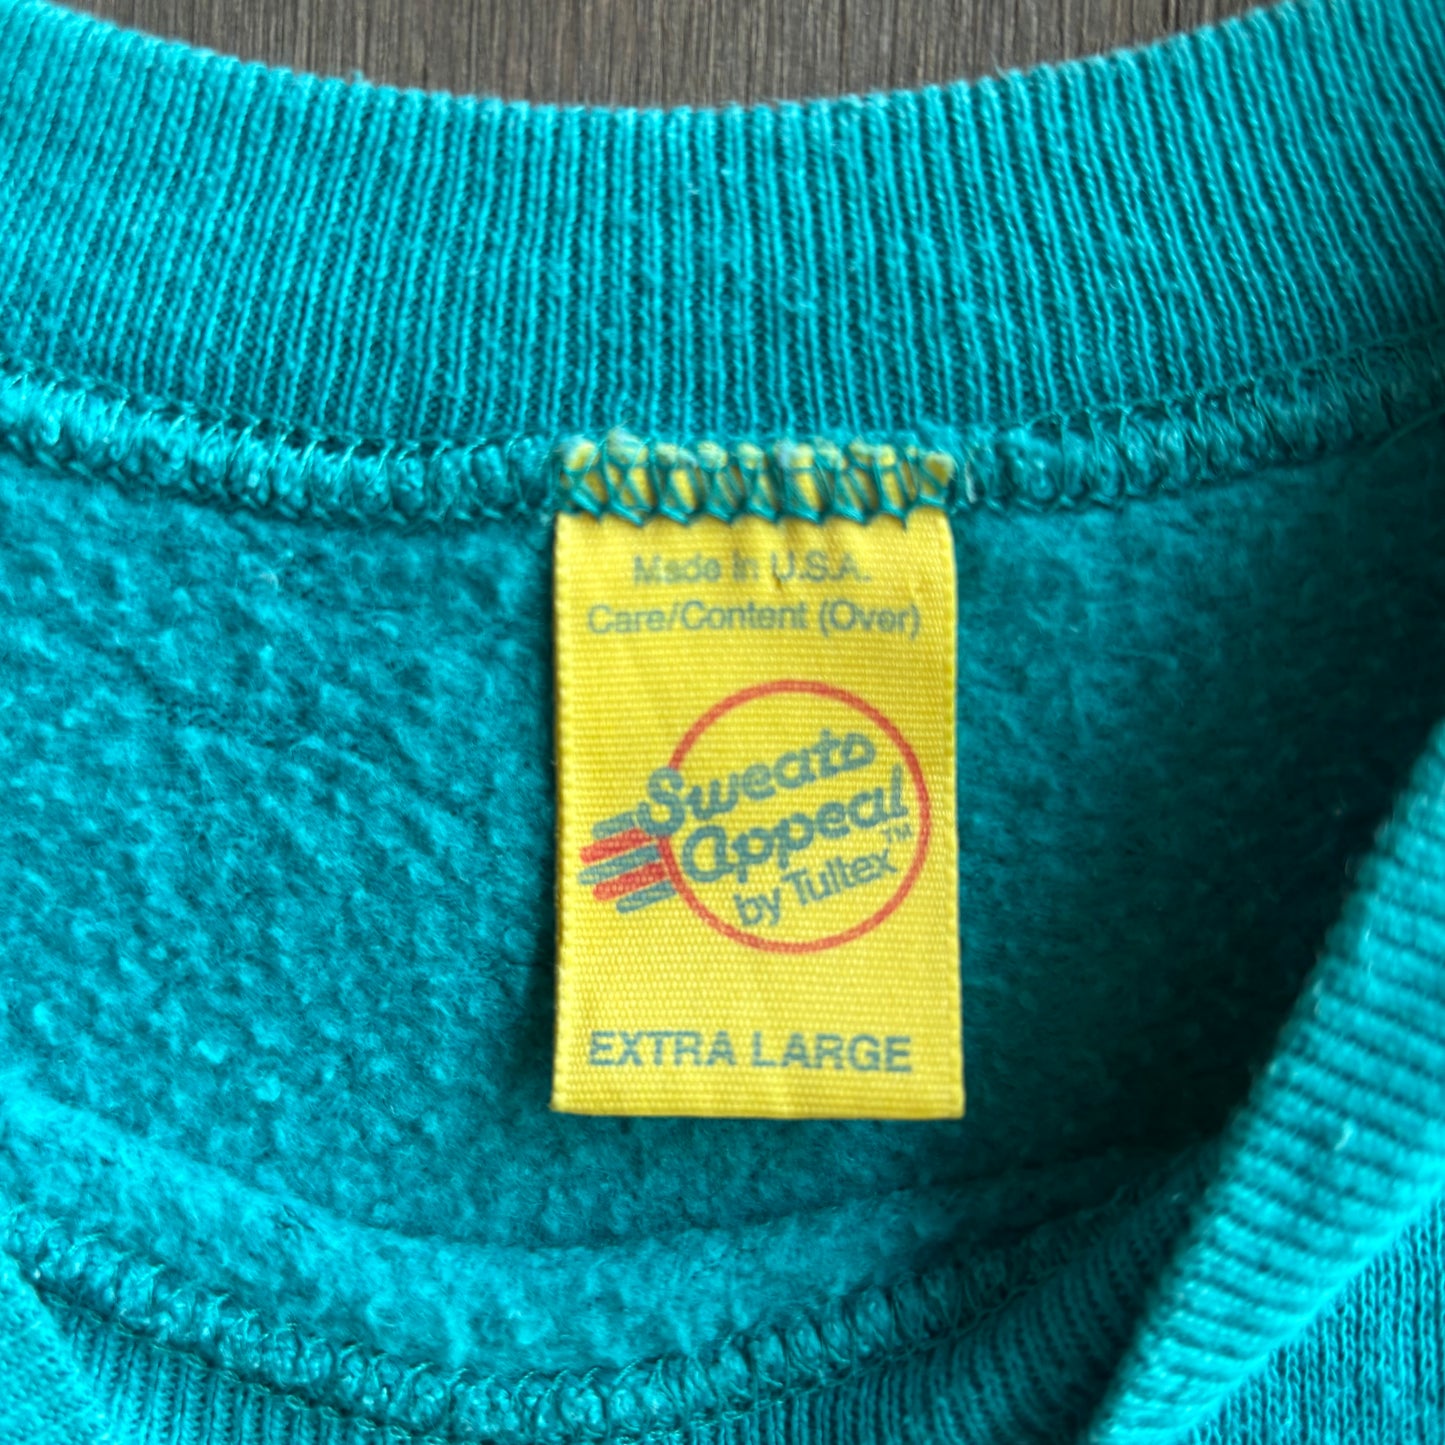 Made in U.S.A.
Care/Content (Over)
Sweats
Appeal
by Tultex™
EXTRA LARGE